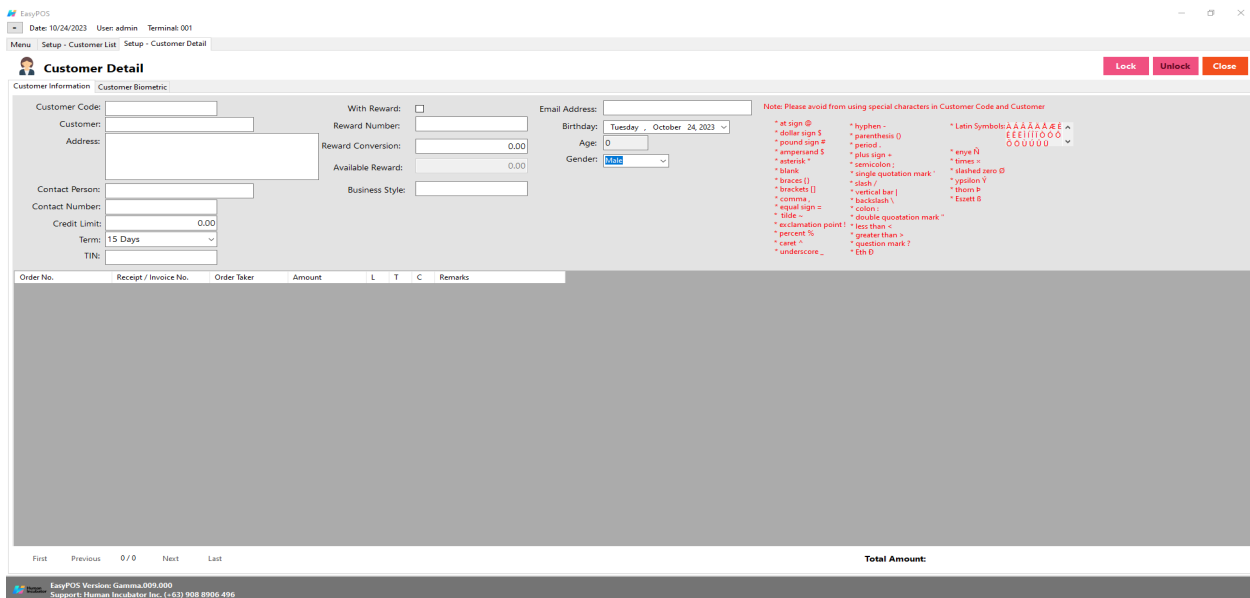 EasyPOS
Date: 10/24/2023 User: admin Terminal: 001
Menu Setup - Customer List Setup - Customer Detail
Customer Detail
Lock Unlock Close
Customer Information Customer Biometric
Customer Code:
Customer:
Address:
Contact Person:
Contact Number:
Credit Limit: 0.00
Term: 15 Days
TIN:
With Reward:
Reward Number:
Reward Conversion: 0.00
Available Reward: 0.00
Business Style:
Email Address:
Birthday: Tuesday , October 24, 2023
Age: 0
Gender: Male
Note: Please avoid from using special characters in Customer Code and Customer
* at sign @
* dollar sign $
* pound sign #
* ampersand $
* asterisk *
* blank
* braces {}
* brackets []
* comma ,
* equal sign =
* tilde ~
* exclamation point !
* percent %
* caret ^
* underscore _
* hyphen -
* parenthesis ()
* period .
* plus sign +
* semicolon ;
* single quotation mark '
* slash /
* vertical bar |
* backslash \
* colon :
* double quoatation mark "
* less than <
* greater than >
* question mark ?
* Eth Ð
* Latin Symbols: À Á Â Ã Ä Å Æ È
É Ê Ë Ì Í Î Ï Ò Ó Ô
Õ Ö Ù Ú Û Ü
* enye Ñ
* times ×
* slashed zero Ø
* ypsilon Ý
* thorn Þ
* Eszett ß
Order No. Receipt / Invoice No. Order Taker Amount L T C Remarks
First Previous 0 / 0 Next Last
Total Amount:
Human Incubator
EasyPOS Version: Gamma.009.000
Support: Human Incubator Inc. (+63) 908 8906 496